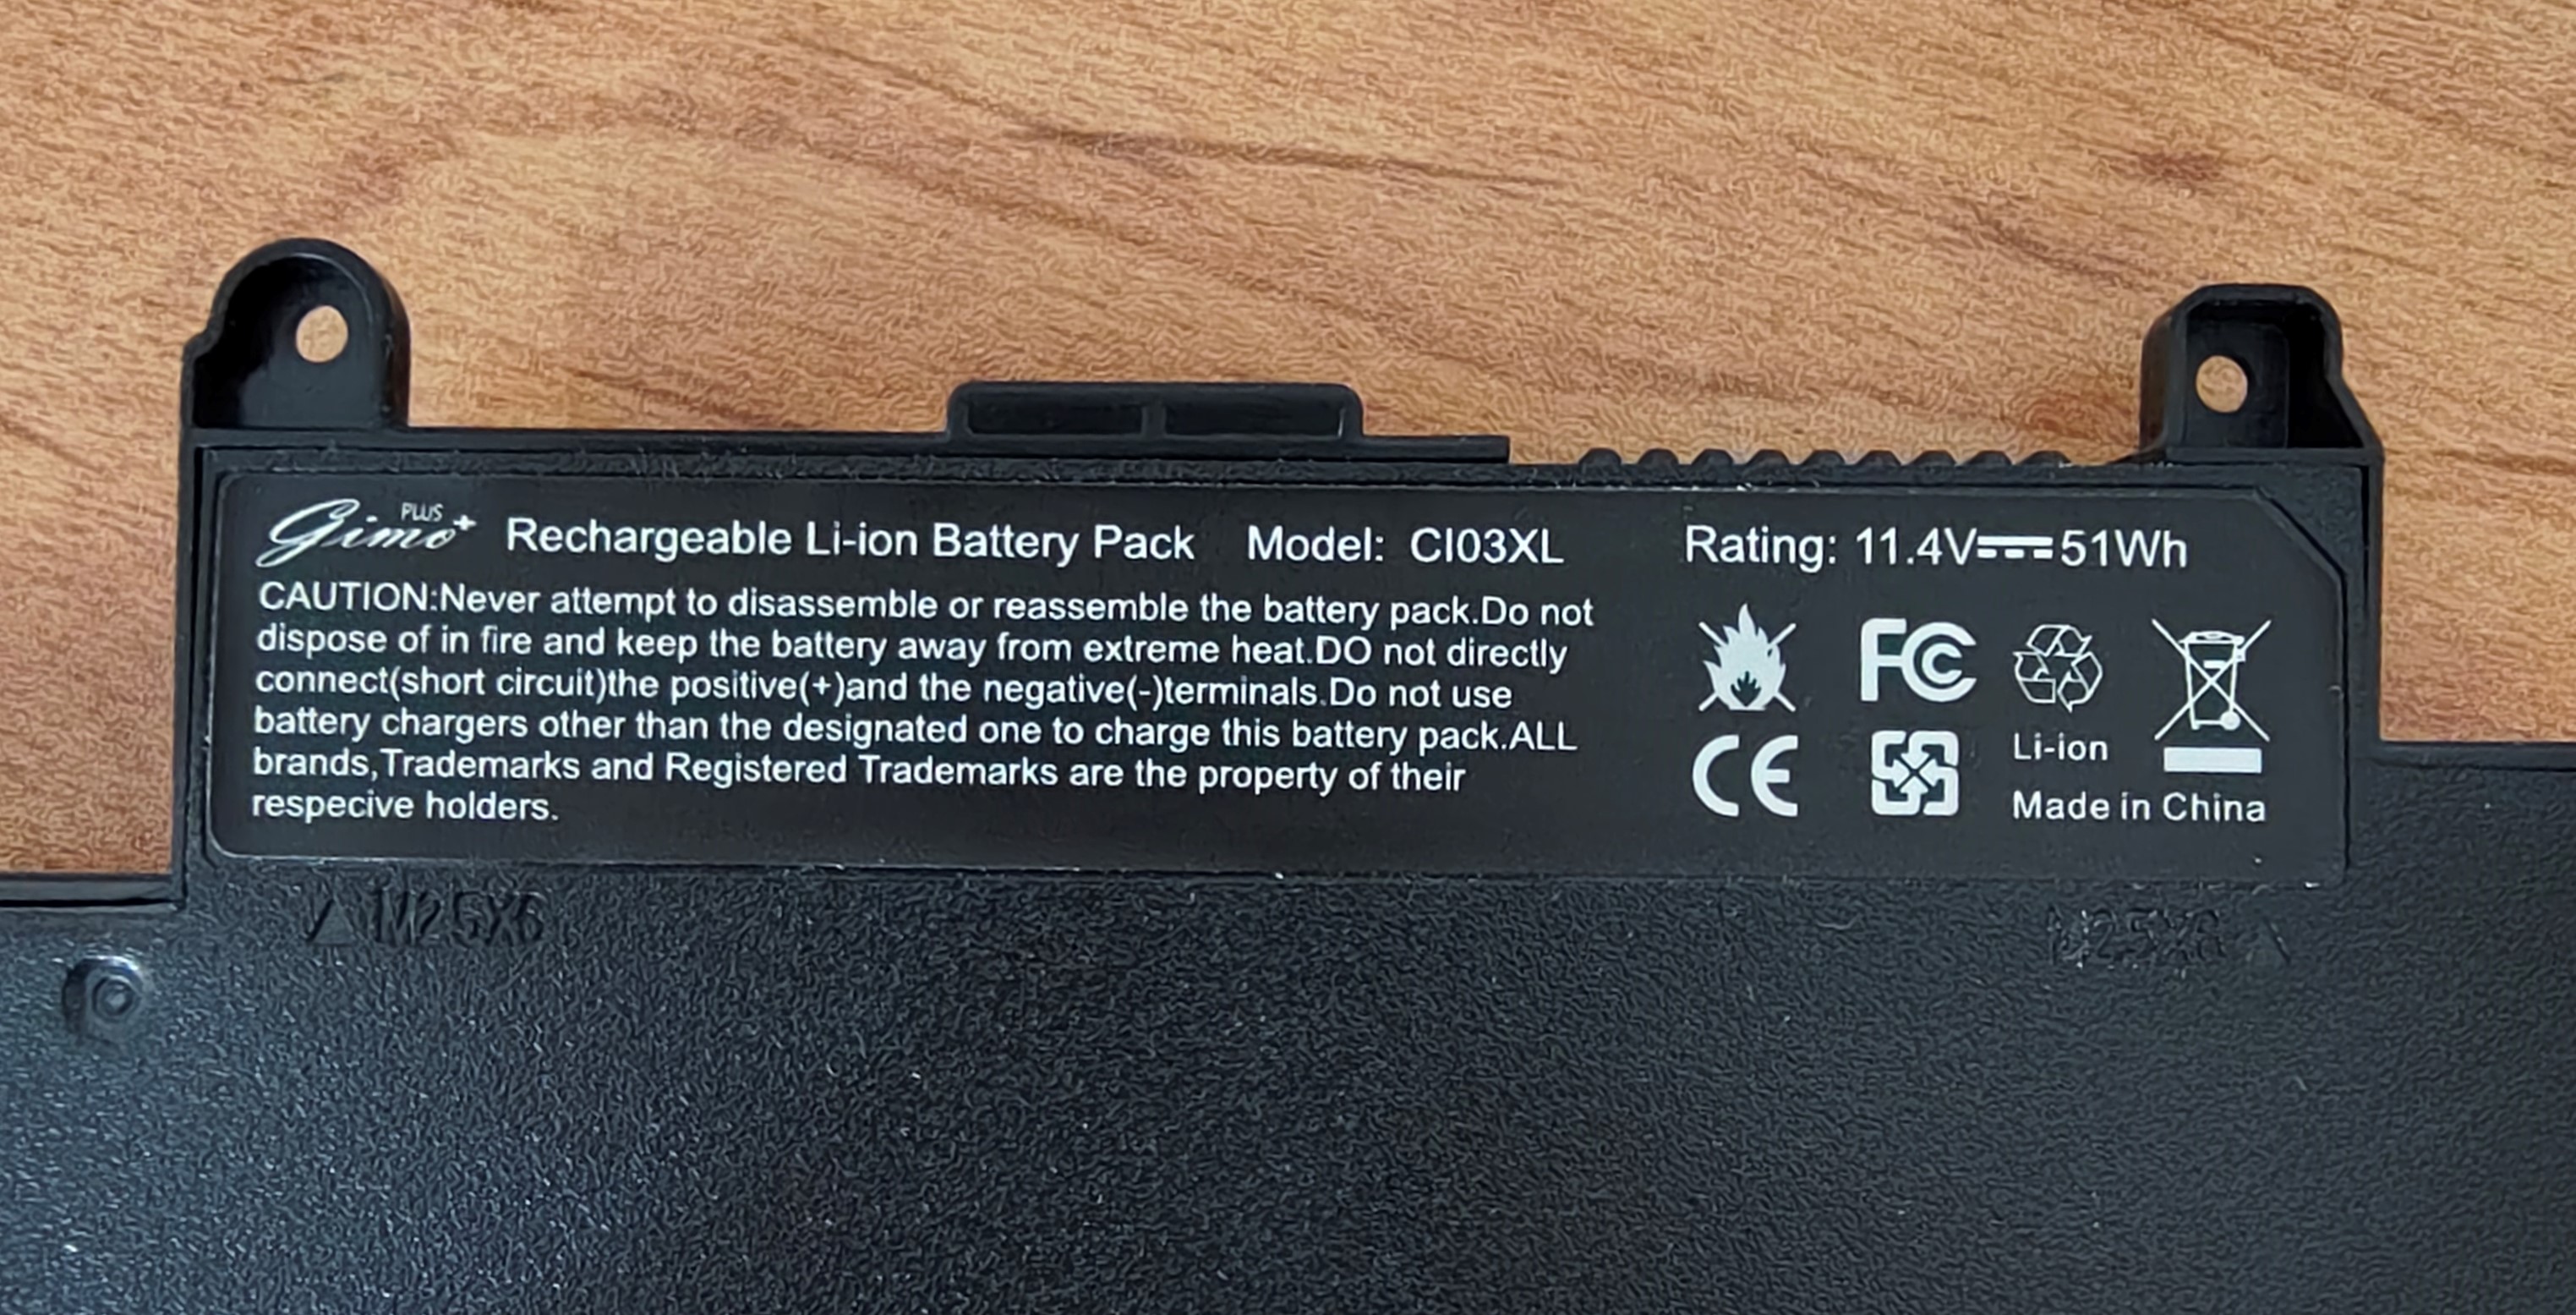 Gimo PLUS + Rechargeable Li-ion Battery Pack Model: CI03XL Rating: 11.4V⎓51Wh
CAUTION:Never attempt to disassemble or reassemble the battery pack.Do not
dispose of in fire and keep the battery away from extreme heat.DO not directly
connect(short circuit)the positive(+)and the negative(-)terminals.Do not use
battery chargers other than the designated one to charge this battery pack.ALL
brands,Trademarks and Registered Trademarks are the property of their
respecive holders.
FC
CE
Li-ion
Made in China
M2.5X6
M2.5X6